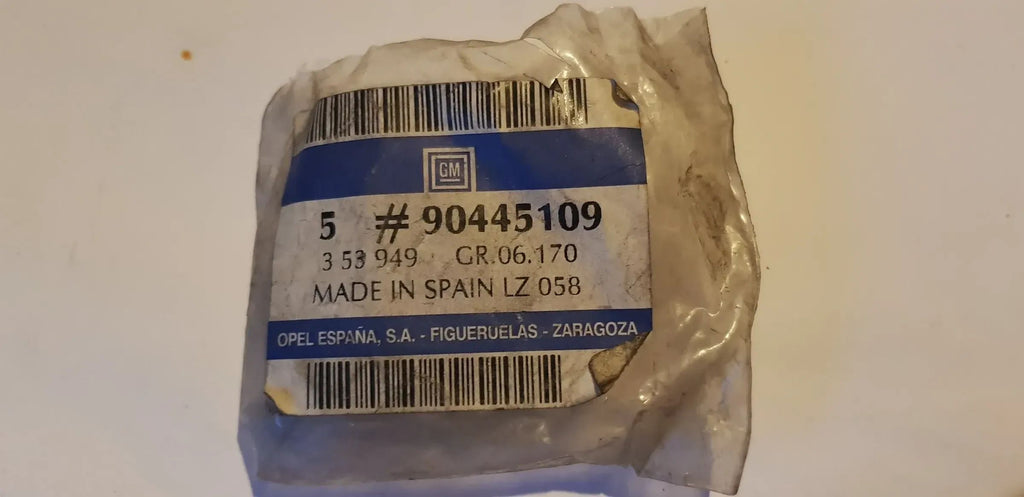 GM
5 # 90445109
3 53 949 GR.06.170
MADE IN SPAIN LZ 058
OPEL ESPAÑA, S.A. - FIGUERUELAS - ZARAGOZA